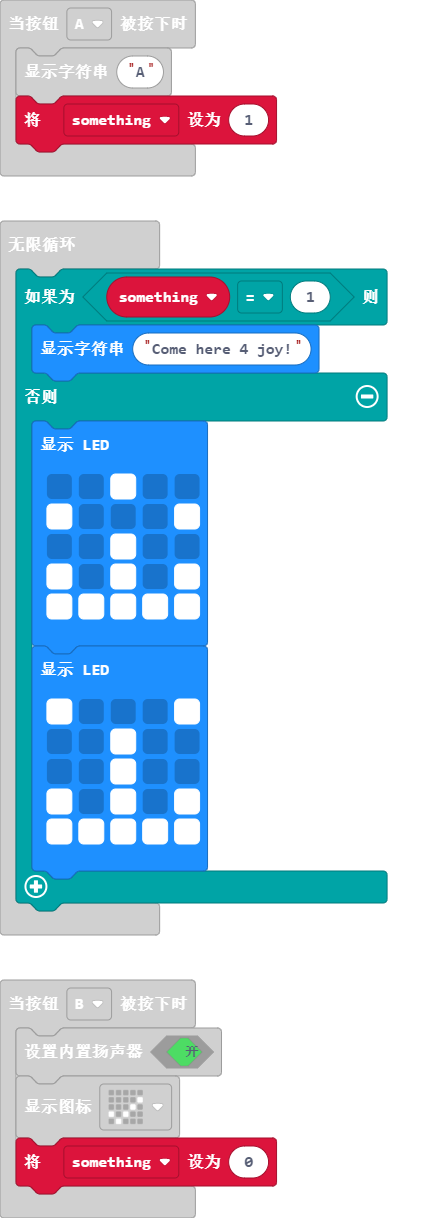 当按钮 A 被按下时
显示字符串 "A"
将 something 设为 1
无限循环
如果为 something = 1 则
显示字符串 "Come here 4 joy!"
否则
显示 LED
显示 LED
当按钮 B 被按下时
设置内置扬声器 开
显示图标
将 something 设为 0